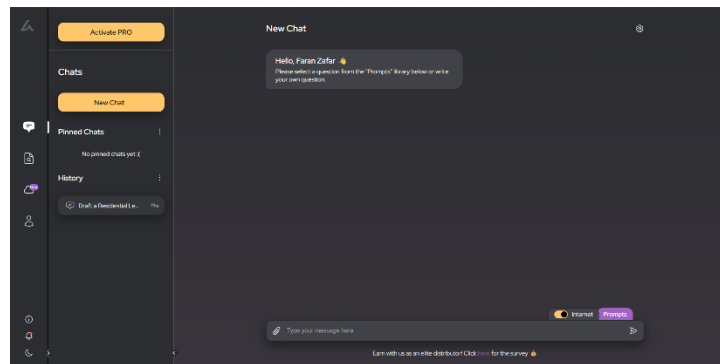 Activate PRO
Chats
New Chat
Pinned Chats
No pinned chats yet :(
History
Draft a Residential Le..
New Chat
Hello, Faran Zafar 👋
Please select a question from the "Prompts" library below or write
your own question.
Internet
Prompts
Type your message here
Earn with us as an elite distributor! Click here for the survey 👍